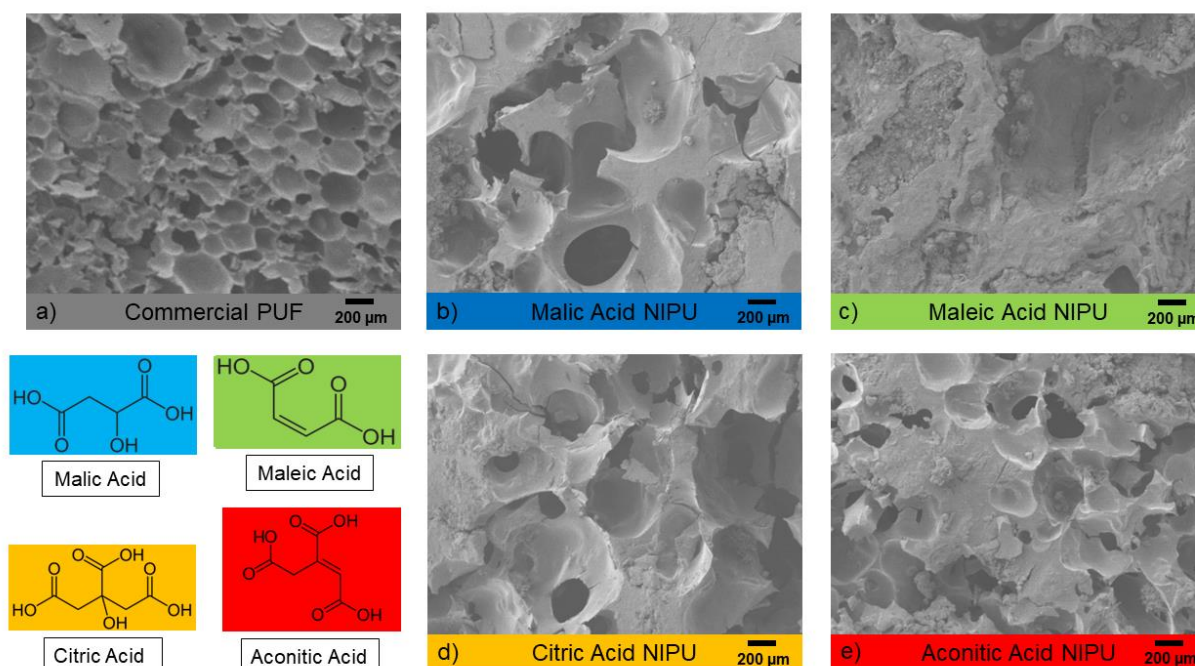 a) Commercial PUF 200 µm
b) Malic Acid NIPU 200 µm
c) Maleic Acid NIPU 200 µm
HO O O OH O OH
Malic Acid
HO O O OH
Maleic Acid
O OH O O HO OH OH
Citric Acid
O OH HO O O OH
Aconitic Acid
d) Citric Acid NIPU 200 µm
e) Aconitic Acid NIPU 200 µm